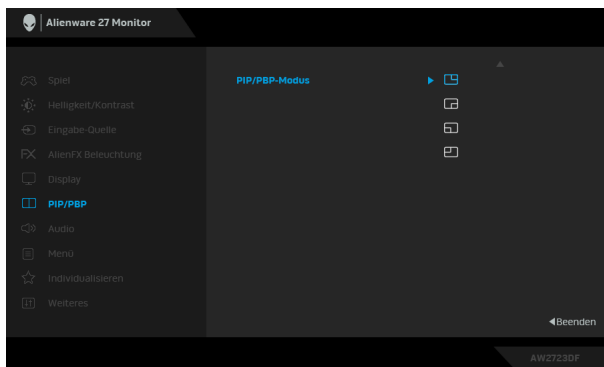 Alienware 27 Monitor
Spiel
PIP/PBP-Modus
Helligkeit/Kontrast
Eingabe-Quelle
FX AlienFX Beleuchtung
Display
PIP/PBP
Audio
Menü
Individualisieren
Weiteres
Beenden
AW2723DF